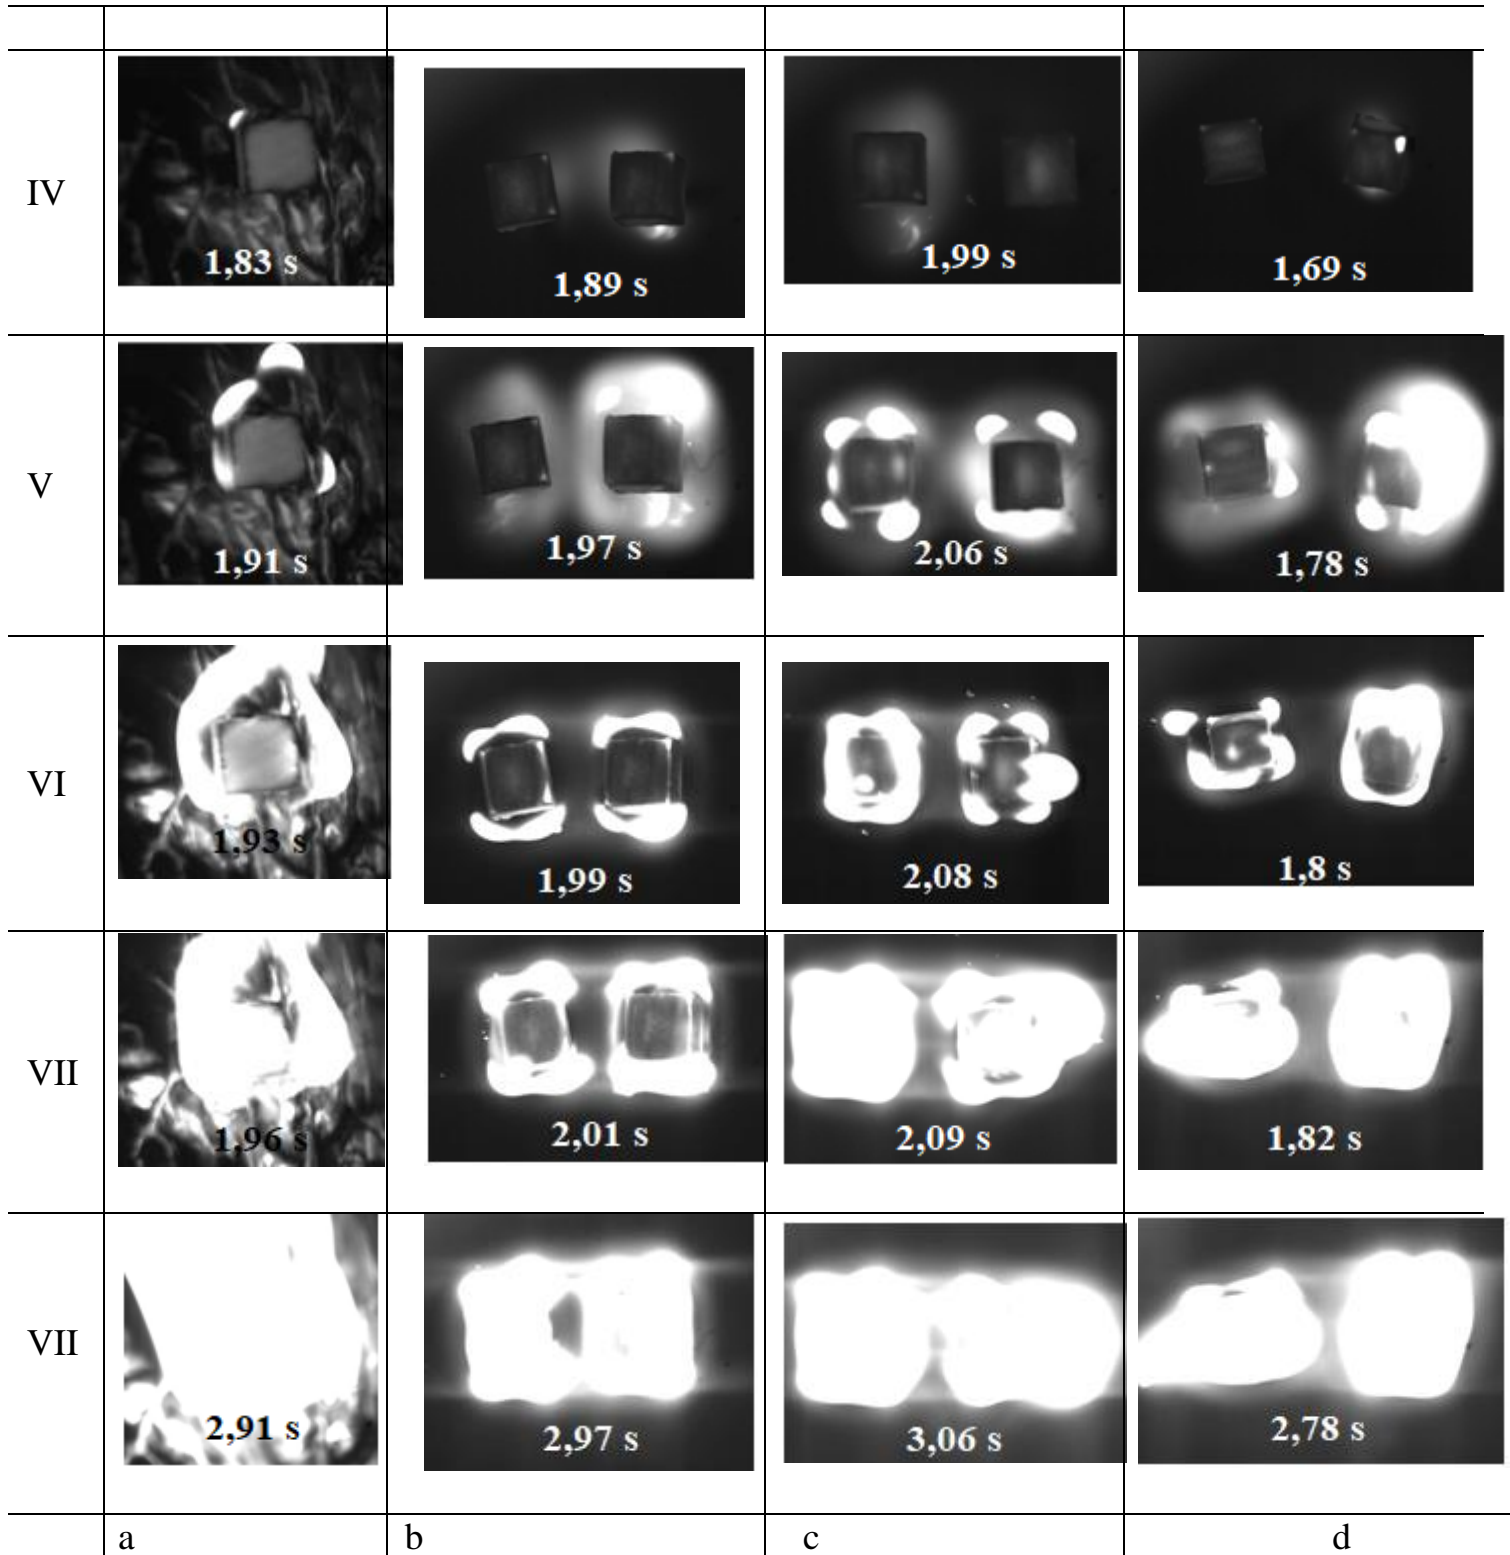 IV 1,83 s 1,89 s 1,99 s 1,69 s
V 1,91 s 1,97 s 2,06 s 1,78 s
VI 1,93 s 1,99 s 2,08 s 1,8 s
VII 1,96 s 2,01 s 2,09 s 1,82 s
VII 2,91 s 2,97 s 3,06 s 2,78 s
a b c d